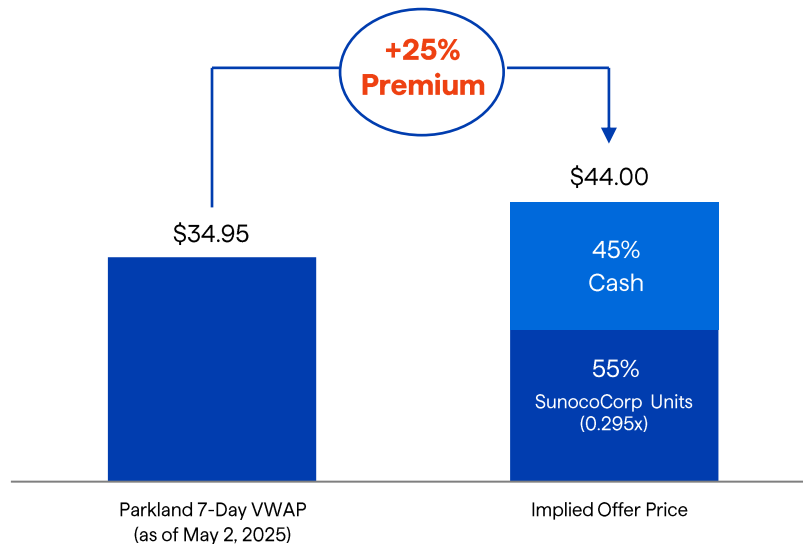 +25%
Premium
$34.95
$44.00
45%
Cash
55%
SunocoCorp Units
(0.295x)
Parkland 7-Day VWAP
(as of May 2, 2025)
Implied Offer Price